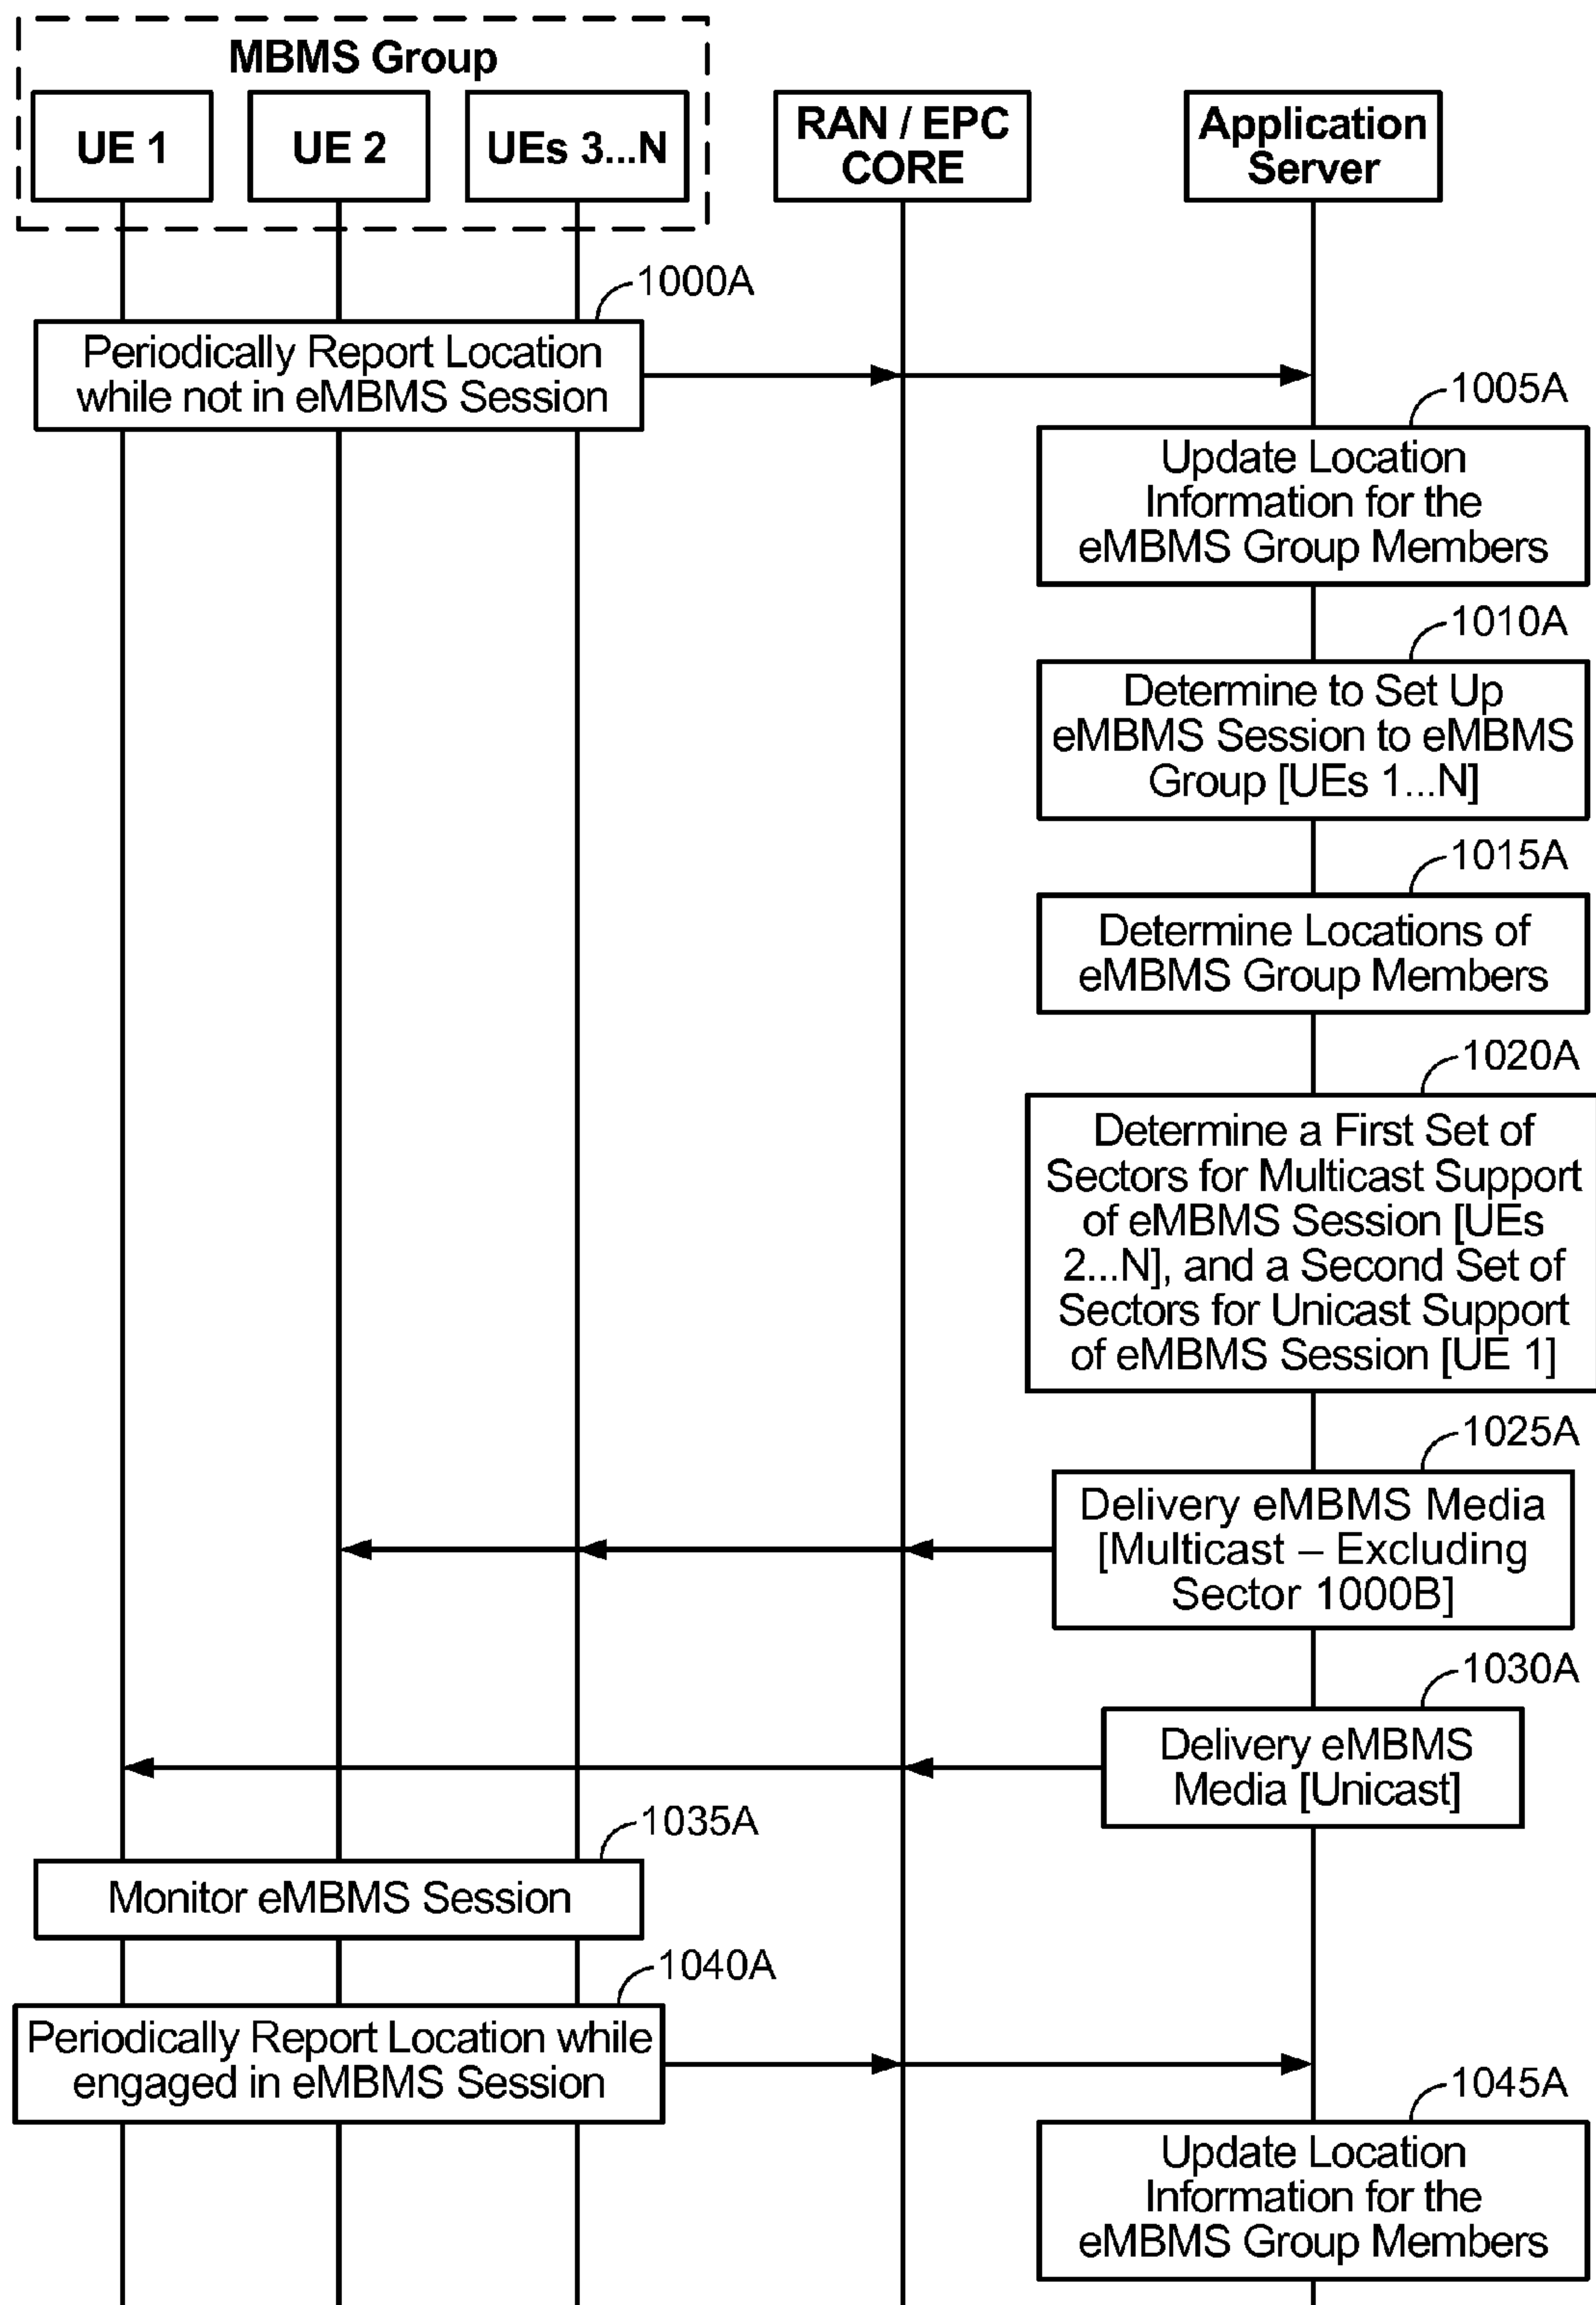 MBMS Group
UE 1
UE 2
UEs 3...N
RAN / EPC
CORE
Application
Server
1000A
Periodically Report Location
while not in eMBMS Session
1005A
Update Location
Information for the
eMBMS Group Members
1010A
Determine to Set Up
eMBMS Session to eMBMS
Group [UEs 1...N]
1015A
Determine Locations of
eMBMS Group Members
1020A
Determine a First Set of
Sectors for Multicast Support
of eMBMS Session [UEs
2...N], and a Second Set of
Sectors for Unicast Support
of eMBMS Session [UE 1]
1025A
Delivery eMBMS Media
[Multicast – Excluding
Sector 1000B]
1030A
Delivery eMBMS
Media [Unicast]
1035A
Monitor eMBMS Session
1040A
Periodically Report Location while
engaged in eMBMS Session
1045A
Update Location
Information for the
eMBMS Group Members